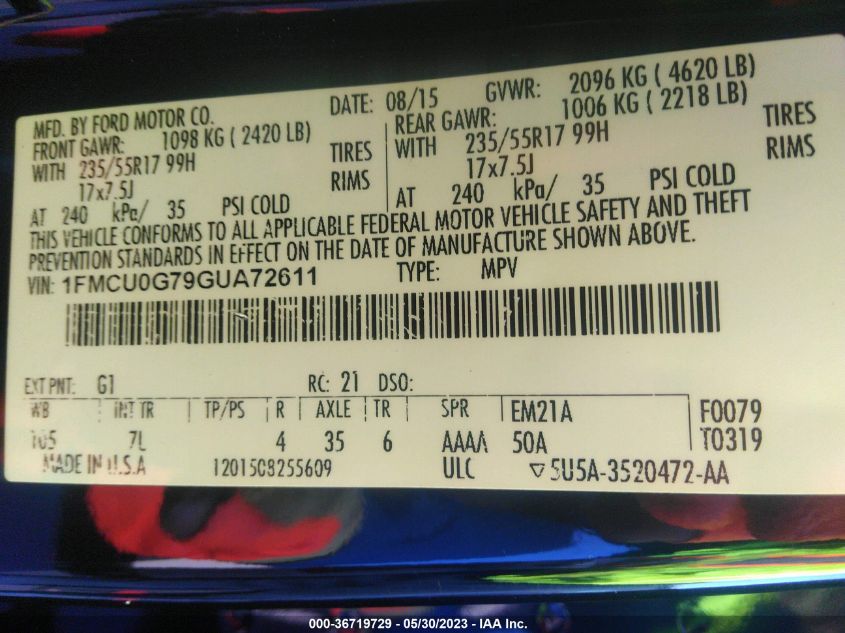 MFD. BY FORD MOTOR CO. DATE: 08/15 GVWR: 2096 KG ( 4620 LB)
FRONT GAWR: 1098 KG ( 2420 LB) REAR GAWR: 1006 KG ( 2218 LB)
WITH 235/55R17 99H TIRES WITH 235/55R17 99H TIRES
17x7.5J RIMS 17x7.5J RIMS
AT 240 kPa/ 35 PSI COLD AT 240 kPa/ 35 PSI COLD
THIS VEHICLE CONFORMS TO ALL APPLICABLE FEDERAL MOTOR VEHICLE SAFETY AND THEFT
PREVENTION STANDARDS IN EFFECT ON THE DATE OF MANUFACTURE SHOWN ABOVE.
VIN: 1FMCU0G79GUA72611 TYPE: MPV
EXT PNT: G1 RC: 21 DSO:
WB INT TR TP/PS R AXLE TR SPR EM21A F0079
105 7L 4 35 6 AAAA 50A T0319
MADE IN U.S.A 1201508255609 ULC ▽5U5A-3520472-AA
000-36719729 - 05/30/2023 - IAA Inc.